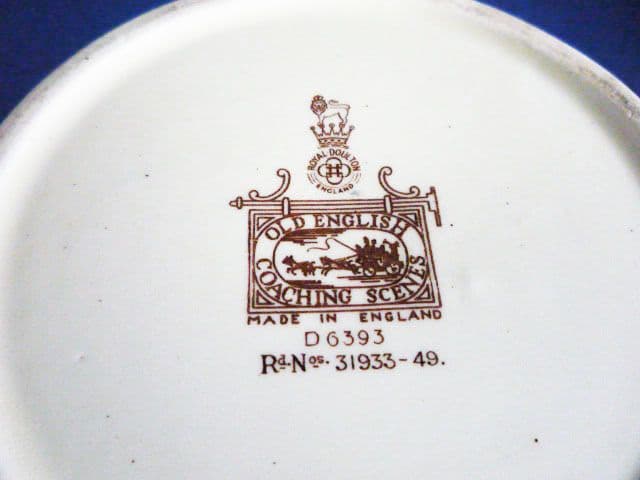 ROYAL DOULTON
ENGLAND
OLD ENGLISH
COACHING SCENES
MADE IN ENGLAND
D6393
Rd. Nos. 31933-49.